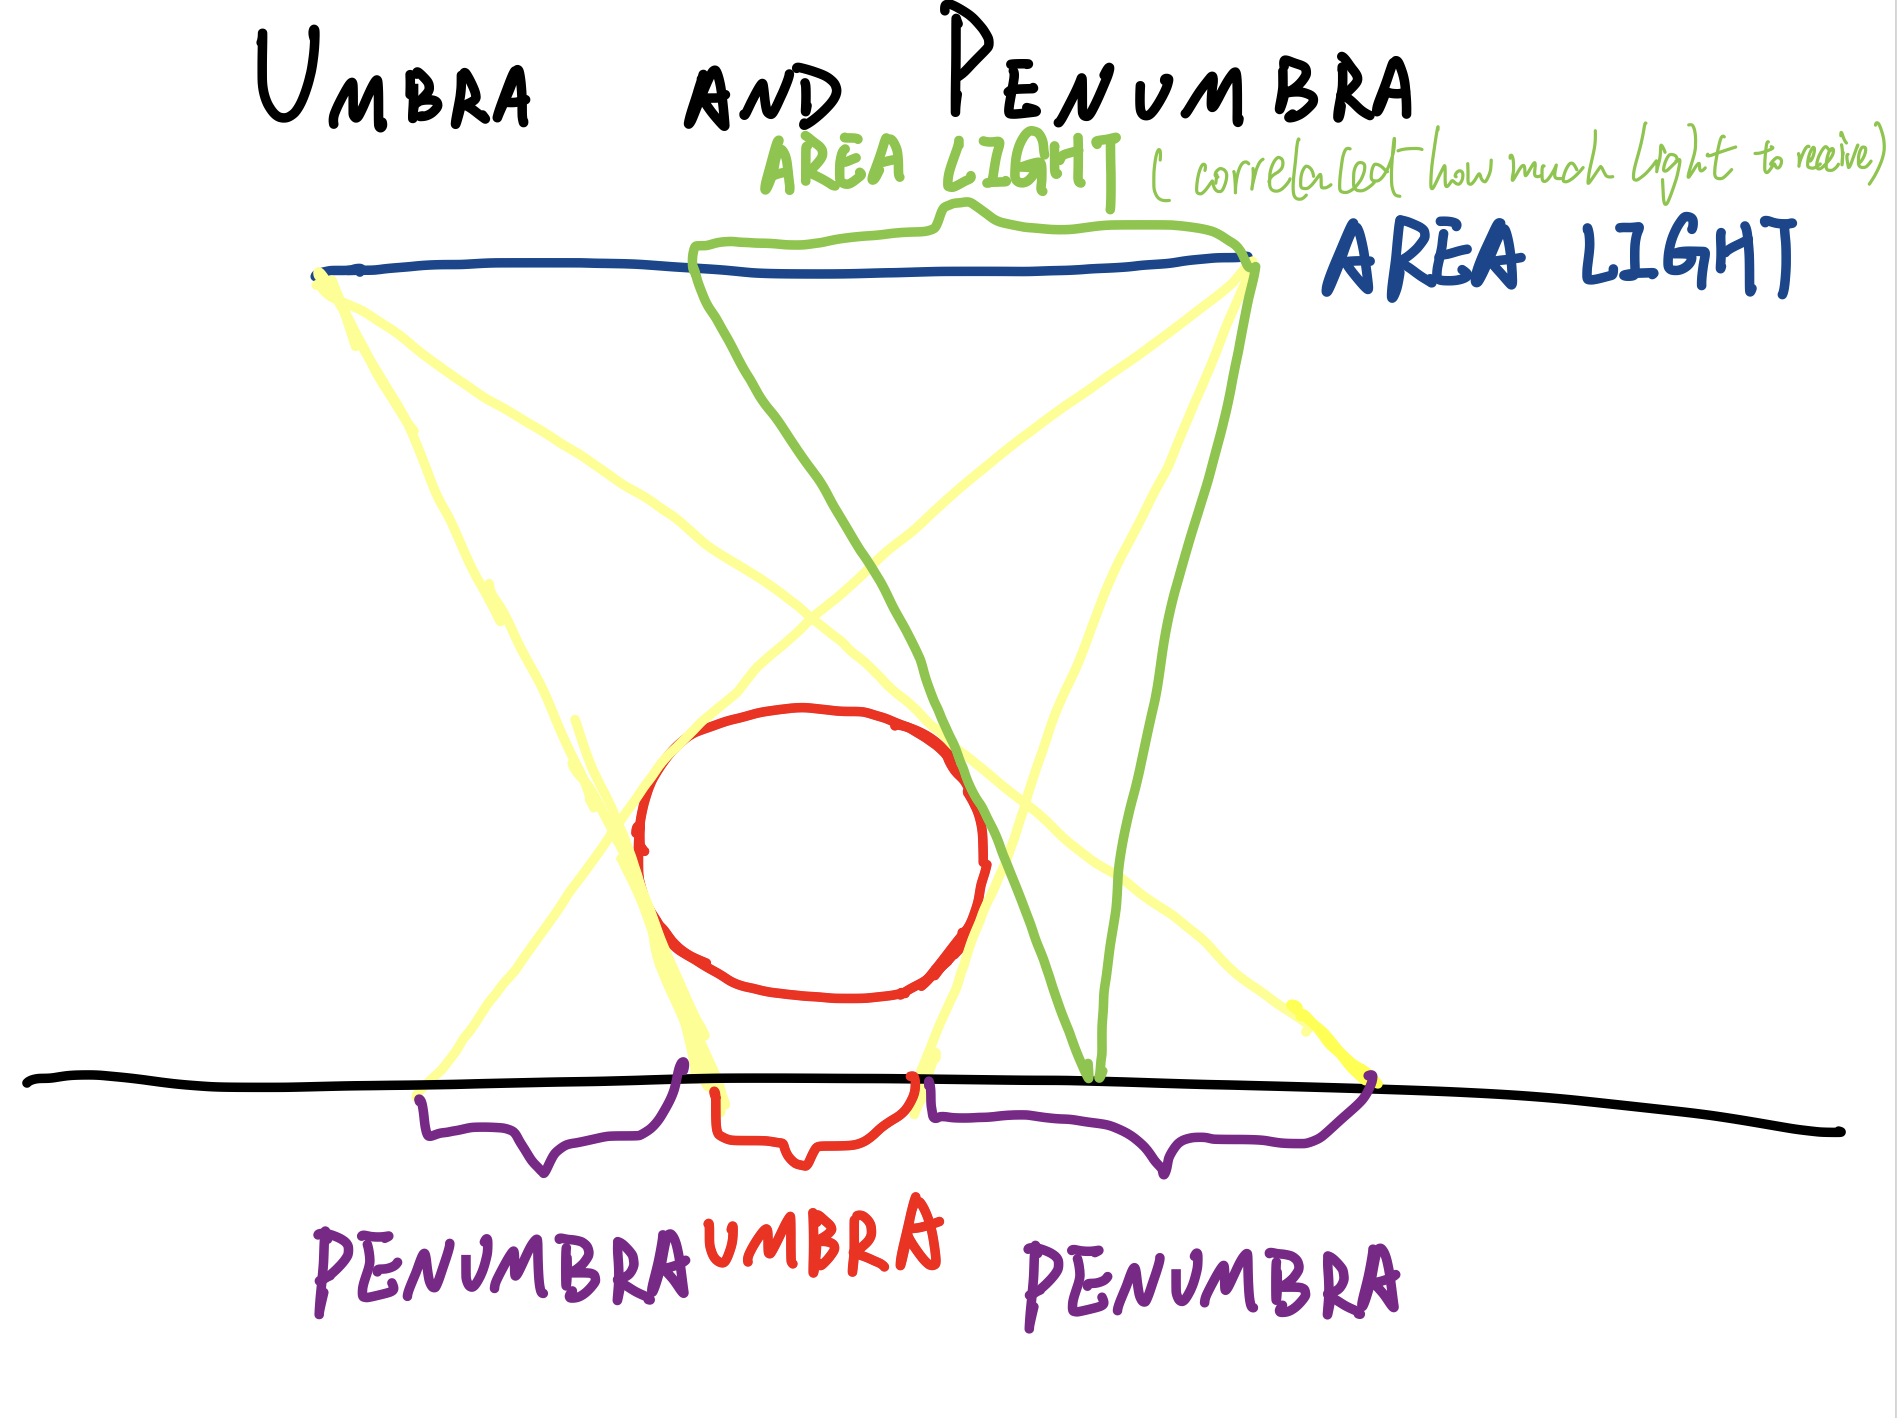 UMBRA AND PENUMBRA
AREA LIGHT ( correlated how much light to receive)
AREA LIGHT
PENUMBRA UMBRA PENUMBRA